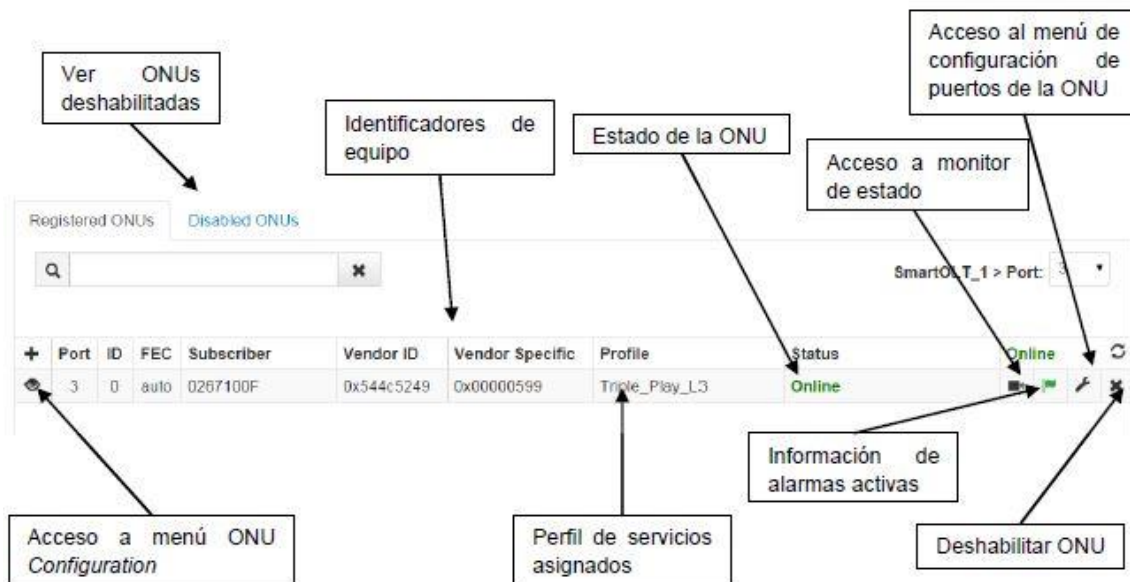 Acceso al menú de
configuración de
puertos de la ONU
Ver ONUs
deshabilitadas
Identificadores de
equipo
Estado de la ONU
Acceso a monitor
de estado
Registered ONUs Disabled ONUs
SmartOLT_1 > Port: 3
+ Port ID FEC Subscriber Vendor ID Vendor Specific Profile Status Online
3 0 auto 0267100F 0x544c5249 0x00000599 Triple_Play_L3 Online
Información de
alarmas activas
Acceso a menú ONU
Configuration
Perfil de servicios
asignados
Deshabilitar ONU